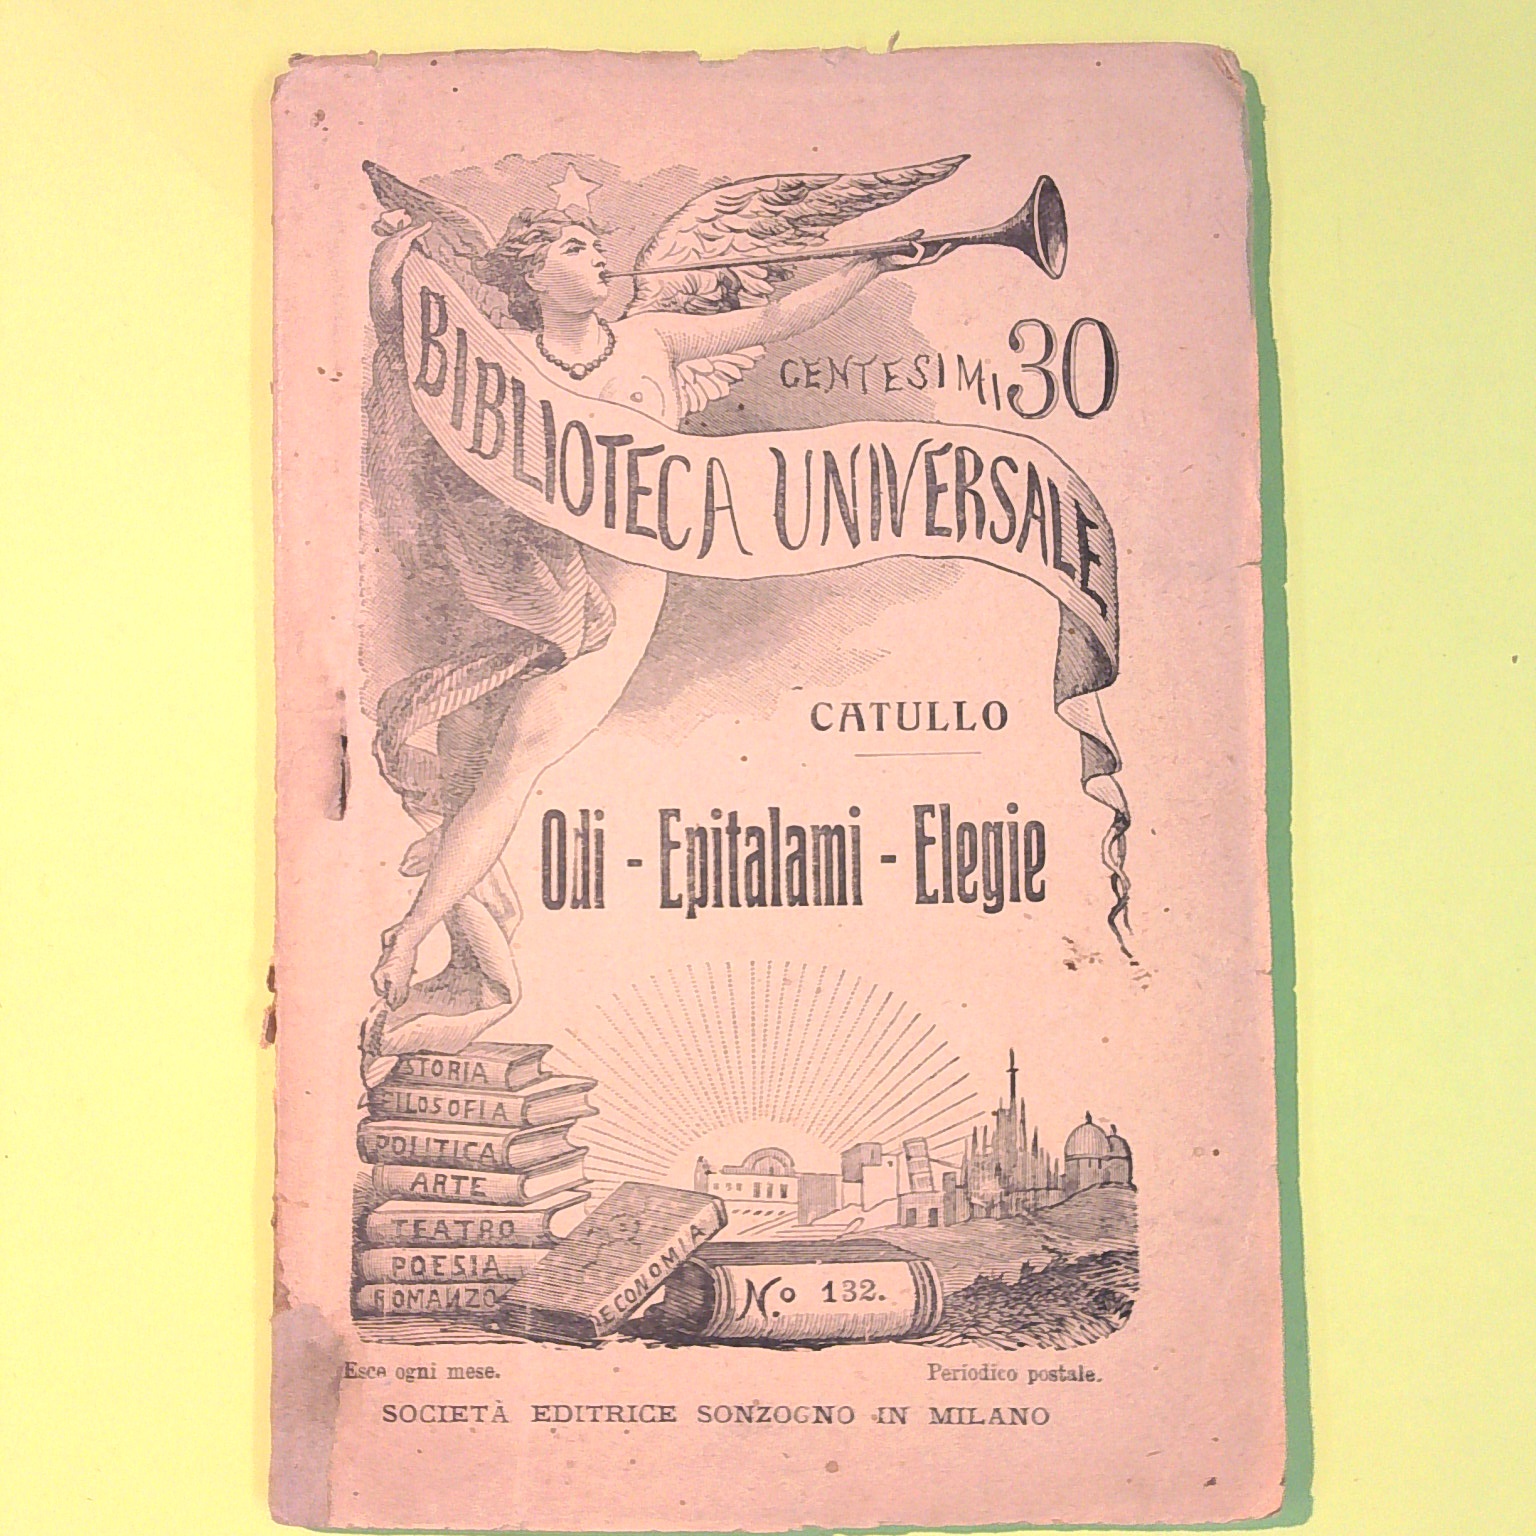 CENTESIMI 30
BIBLIOTECA UNIVERSALE
CATULLO
Odi - Epitalami - Elegie
STORIA
FILOSOFIA
POLITICA
ARTE
TEATRO
POESIA
ROMANZO
ECONOMIA
N.o 132.
Esce ogni mese.
Periodico postale.
SOCIETÀ EDITRICE SONZOGNO IN MILANO